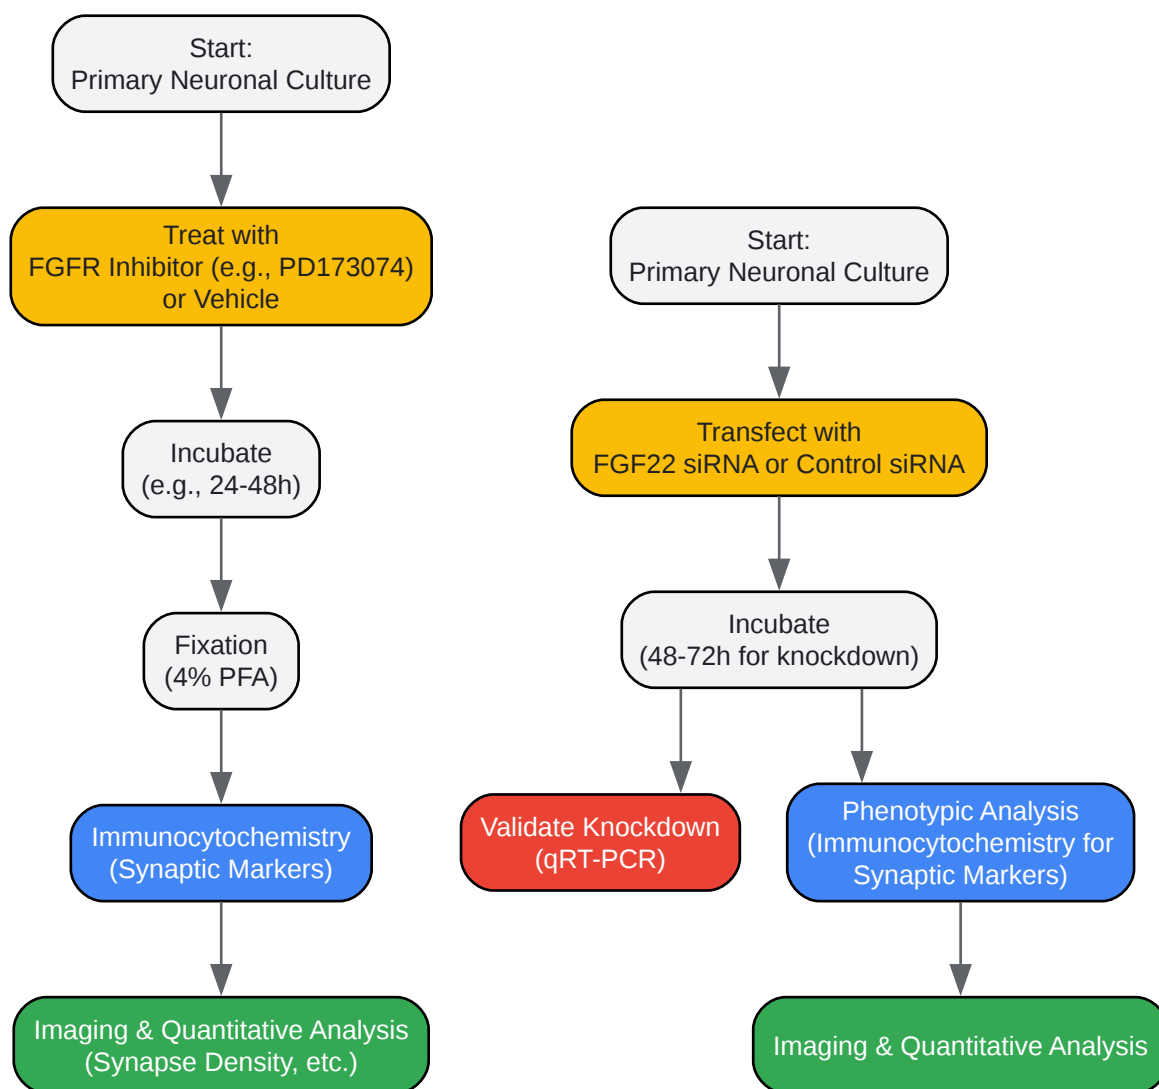 Start:
Primary Neuronal Culture
Treat with
FGFR Inhibitor (e.g., PD173074)
or Vehicle
Incubate
(e.g., 24-48h)
Fixation
(4% PFA)
Immunocytochemistry
(Synaptic Markers)
Imaging & Quantitative Analysis
(Synapse Density, etc.)
Start:
Primary Neuronal Culture
Transfect with
FGF22 siRNA or Control siRNA
Incubate
(48-72h for knockdown)
Validate Knockdown
(qRT-PCR)
Phenotypic Analysis
(Immunocytochemistry for
Synaptic Markers)
Imaging & Quantitative Analysis